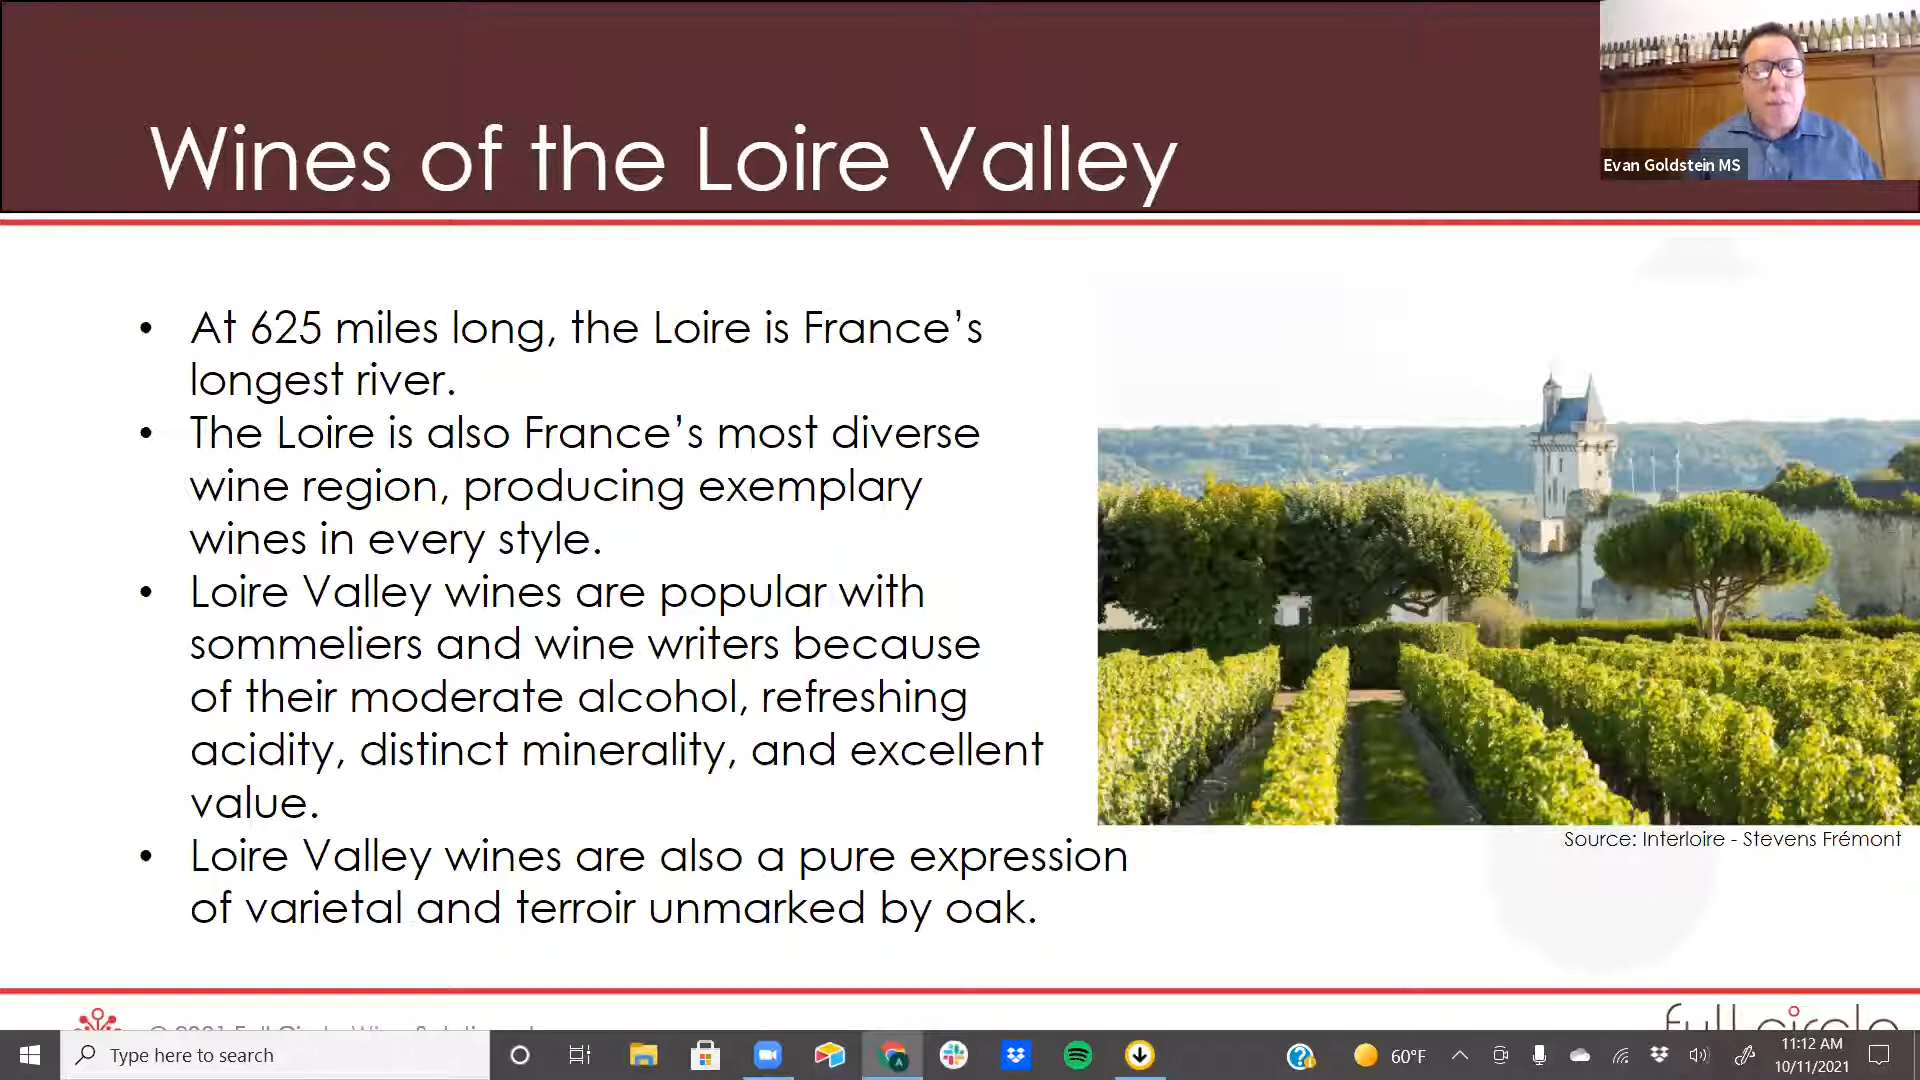 Wines of the Loire Valley
Evan Goldstein MS
• At 625 miles long, the Loire is France’s
longest river.
• The Loire is also France’s most diverse
wine region, producing exemplary
wines in every style.
• Loire Valley wines are popular with
sommeliers and wine writers because
of their moderate alcohol, refreshing
acidity, distinct minerality, and excellent
value.
• Loire Valley wines are also a pure expression
of varietal and terroir unmarked by oak.
Source: Interloire - Stevens Frémont
full circle
Type here to search
60°F
11:12 AM
10/11/2021